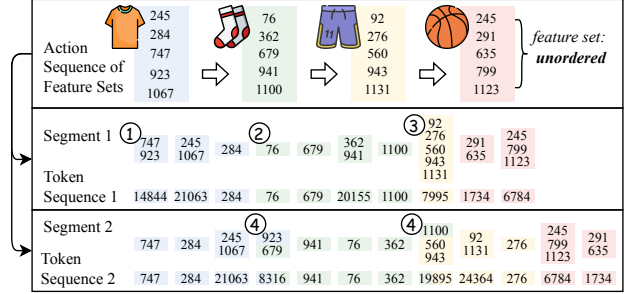 245 76 92 245
284 362 276 291
747 679 560 635
923 941 943 799
1067 1100 1131 1123
11
Action
Sequence of
Feature Sets
feature set:
unordered
Segment 1
① ② ③
747 923
245 1067
284
76
679
362 941
1100
92 276 560 943 1131
291 635
245 799 1123
Token
Sequence 1
14844 21063 284 76 679 20155 1100 7995 1734 6784
Segment 2
④ ④
747
284
245 1067
923 679
941
76
362
1100 560 943
92 1131
276
245 799 1123
291 635
Token
Sequence 2
747 284 21063 8316 941 76 362 19895 24364 276 6784 1734